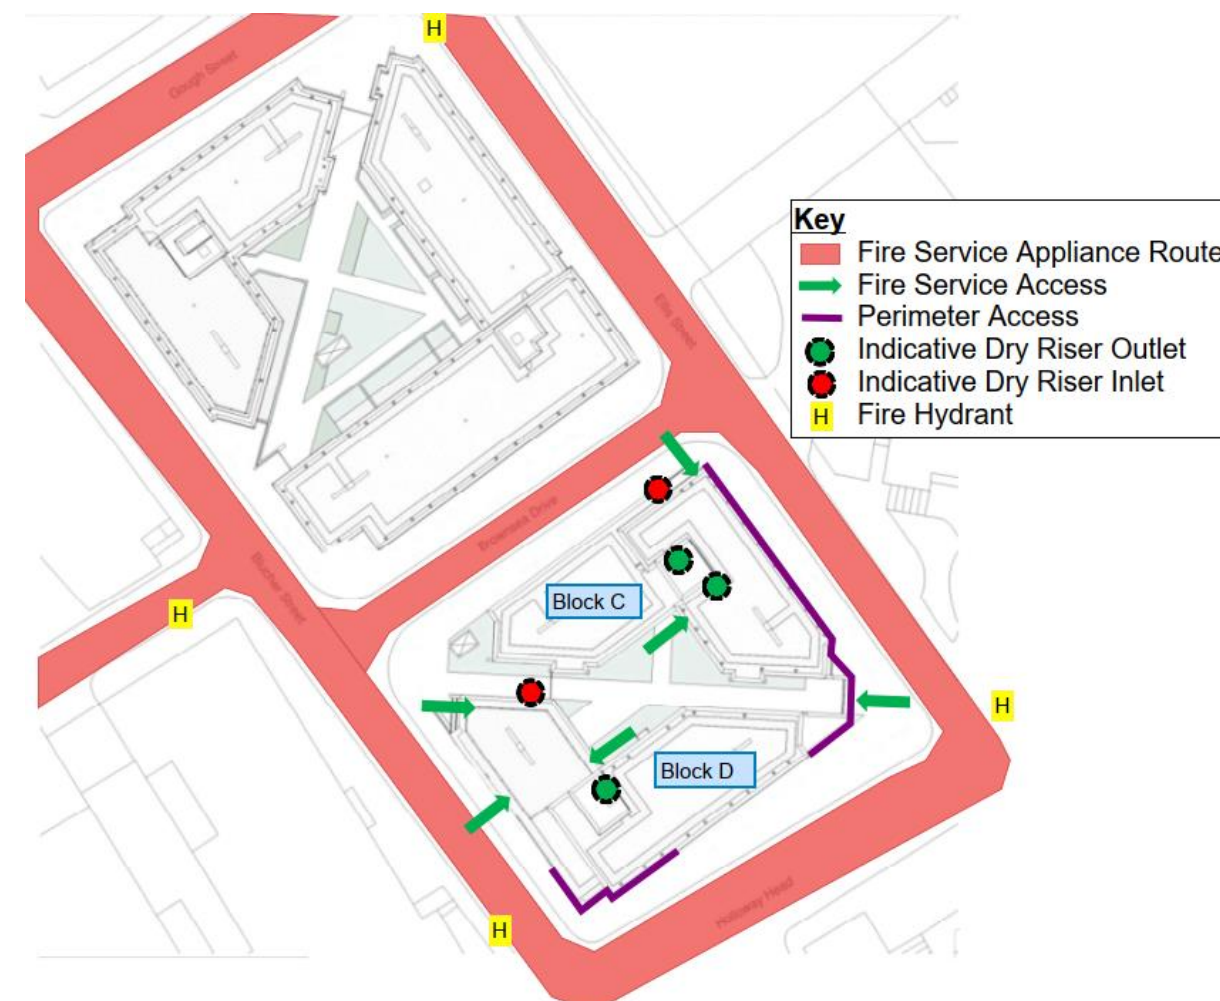 H
Gough Street
Key
Fire Service Appliance Route
Fire Service Access
Perimeter Access
Indicative Dry Riser Outlet
Indicative Dry Riser Inlet
H Fire Hydrant
Ellis Street
Brownsea Drive
Blucher Street
H
Block C
H
Block D
Holloway Head
H